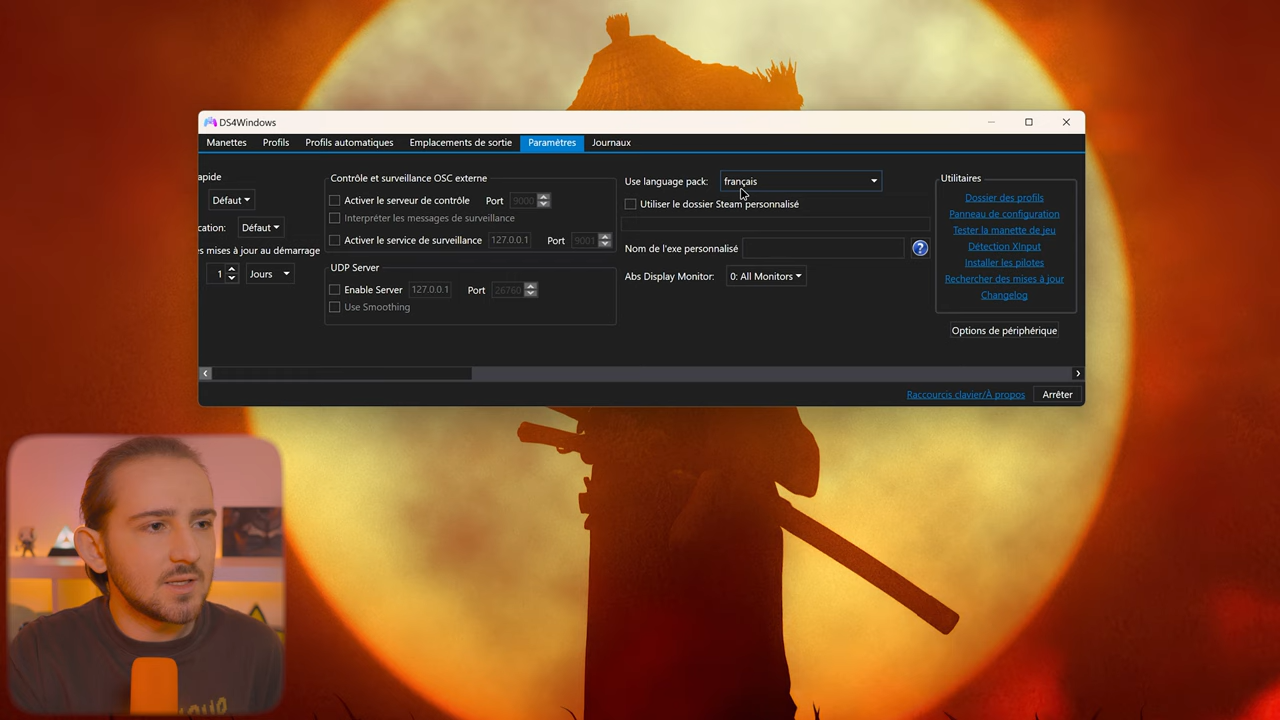 DS4Windows
Manettes Profils Profils automatiques Emplacements de sortie Paramètres Journaux
apide
Défaut
cation: Défaut
es mises à jour au démarrage
1 Jours
Contrôle et surveillance OSC externe
Activer le serveur de contrôle Port 9000
Interpréter les messages de surveillance
Activer le service de surveillance 127.0.0.1 Port 9001
UDP Server
Enable Server 127.0.0.1 Port 26760
Use Smoothing
Use language pack: français
Utiliser le dossier Steam personnalisé
Nom de l'exe personnalisé ?
Abs Display Monitor: 0: All Monitors
Utilitaires
Dossier des profils
Panneau de configuration
Tester la manette de jeu
Détection XInput
Installer les pilotes
Rechercher des mises à jour
Changelog
Options de périphérique
Raccourcis clavier/À propos Arrêter